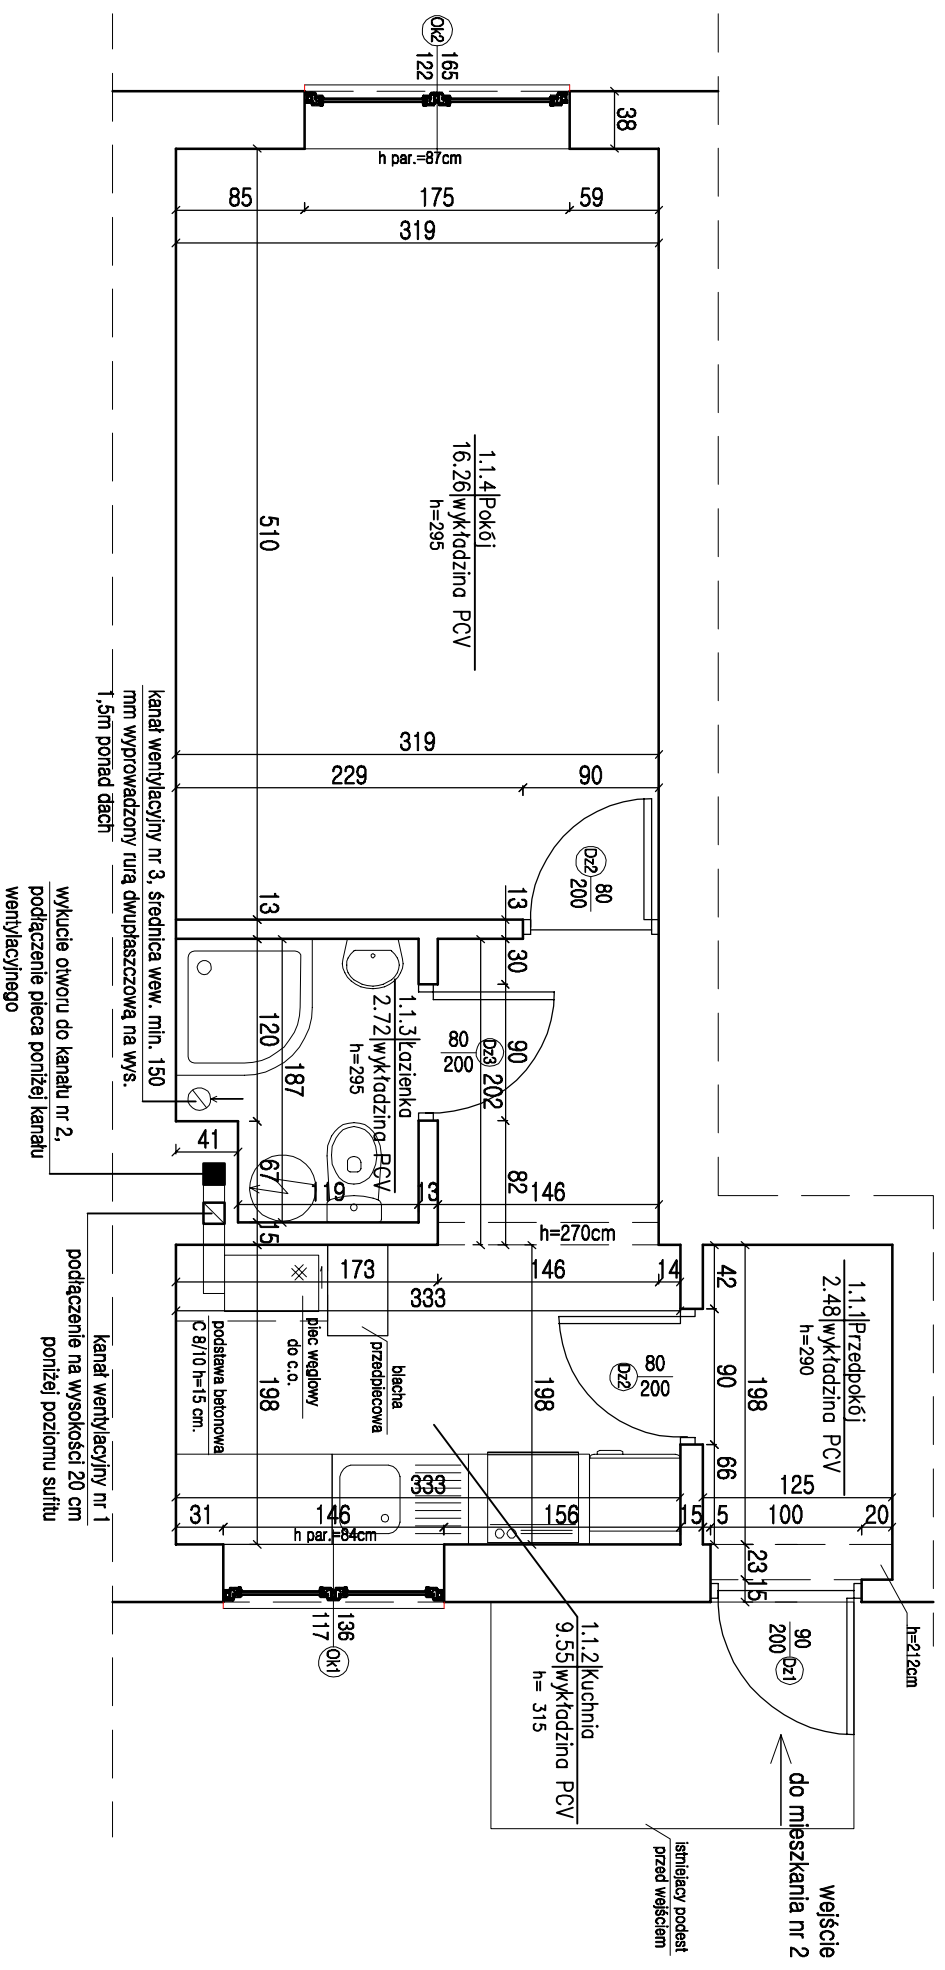 Ok2
165
122
38
h par.=87cm
85
175
59
319
1.1.4|Pokój
16.26|wykładzina PCV
h=295
510
319
229
90
Dz2
80
200
13
13
30
kanał wentylacyjny nr 3, średnica wew. min. 150
mm wyprowadzony rurą dwupłaszczową na wys.
1,5m ponad dach
wykucie otworu do kanału nr 2,
podłączenie pieca poniżej kanału
wentylacyjnego
1.1.3|Łazienka
2.72|wykładzina PCV
h=295
80
200
Dz3
90
202
120
187
82
41
67
119
13
146
15
h=270cm
173
146
14
333
42
1.1.1|Przedpokój
2.48|wykładzina PCV
h=290
80
200
Dz2
90
198
198
198
66
125
blacha
przedpiecowa
piec węglowy
do c.o.
podstawa betonowa
C 8/10 h=15 cm.
kanał wentylacyjny nr 1
podłączenie na wysokości 20 cm
poniżej poziomu sufitu
333
31
146
156
15
5
100
20
h par.=84cm
23
15
136
117
Ok1
90
200
Dz1
h=212cm
1.1.2|Kuchnia
9.55|wykładzina PCV
h= 315
wejście
do mieszkania nr 2
istniejacy podest
przed wejściem